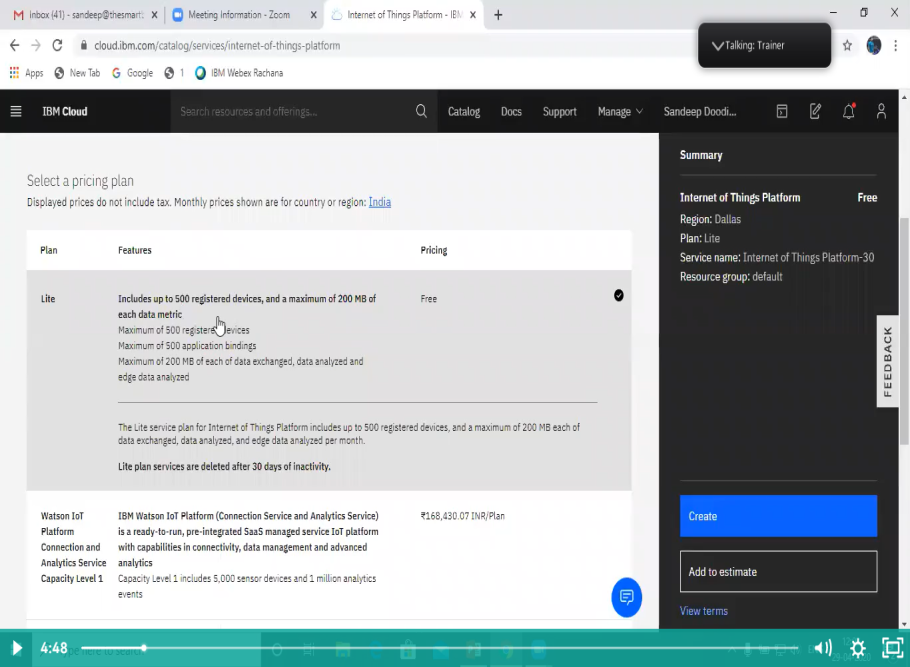 inbox (41) - sandeep@thesmart
Meeting Information - Zoom
Internet of Things Platform - IBM
cloud.ibm.com/catalog/services/internet-of-things-platform
Talking: Trainer
Apps
New Tab
Google
1
IBM Webex Rachana
IBM Cloud
Search resources and offerings...
Catalog
Docs
Support
Manage
Sandeep Doodi...
Select a pricing plan
Displayed prices do not include tax. Monthly prices shown are for country or region: India
Plan
Features
Pricing
Lite
Includes up to 500 registered devices, and a maximum of 200 MB of
each data metric
Free
Maximum of 500 registered devices
Maximum of 500 application bindings
Maximum of 200 MB of each of data exchanged, data analyzed and
edge data analyzed
The Lite service plan for Internet of Things Platform includes up to 500 registered devices, and a maximum of 200 MB each of
data exchanged, data analyzed, and edge data analyzed per month.
Lite plan services are deleted after 30 days of inactivity.
Watson IoT
Platform
Connection and
Analytics Service
Capacity Level 1
IBM Watson IoT Platform (Connection Service and Analytics Service)
is a ready-to-run, pre-integrated SaaS managed service IoT platform
with capabilities in connectivity, data management and advanced
analytics
Capacity Level 1 includes 5,000 sensor devices and 1 million analytics
events
₹168,430.07 INR/Plan
Summary
Internet of Things Platform
Free
Region: Dallas
Plan: Lite
Service name: Internet of Things Platform-30
Resource group: default
FEEDBACK
Create
Add to estimate
View terms
4:48
here to search